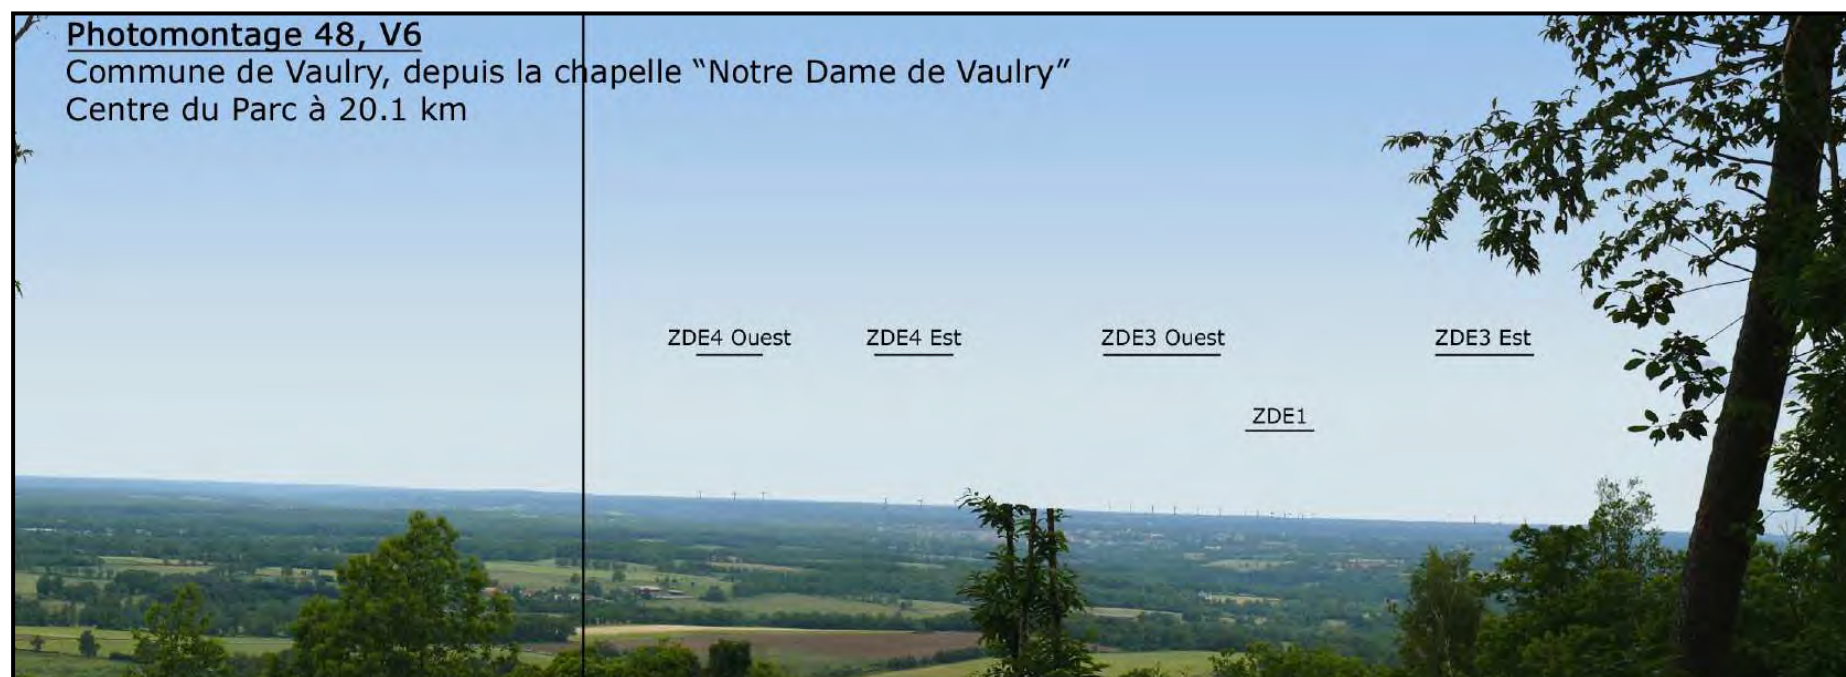 Photomontage 48, V6
Commune de Vaulry, depuis la chapelle “Notre Dame de Vaulry”
Centre du Parc à 20.1 km
ZDE4 Ouest
ZDE4 Est
ZDE3 Ouest
ZDE3 Est
ZDE1